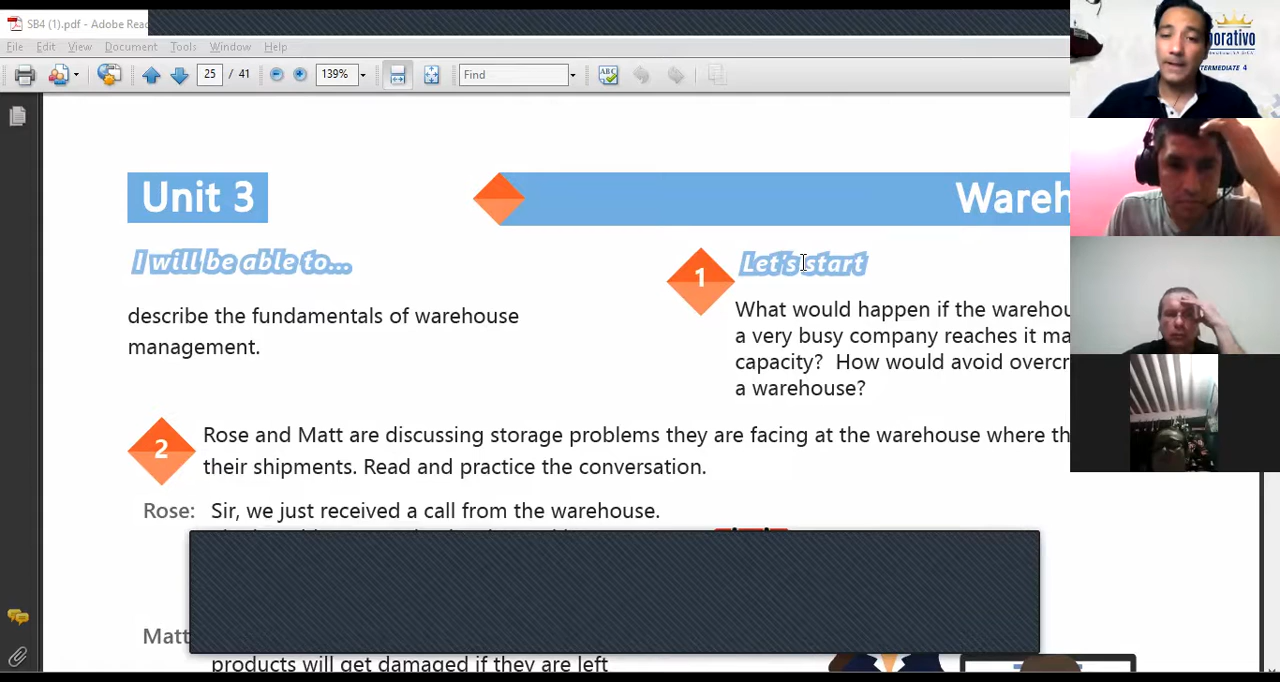 SB4 (1).pdf - Adobe Rea
File Edit View Document Tools Window Help
25 / 41 139% Find
orativo
TERMEDIATE 4
Unit 3
Wareh
I will be able to...
1 Let's start
describe the fundamentals of warehouse
management.
What would happen if the warehou
a very busy company reaches it ma
capacity? How would avoid overcr
a warehouse?
2 Rose and Matt are discussing storage problems they are facing at the warehouse where th
their shipments. Read and practice the conversation.
Rose: Sir, we just received a call from the warehouse.
Matt
products will get damaged if they are left